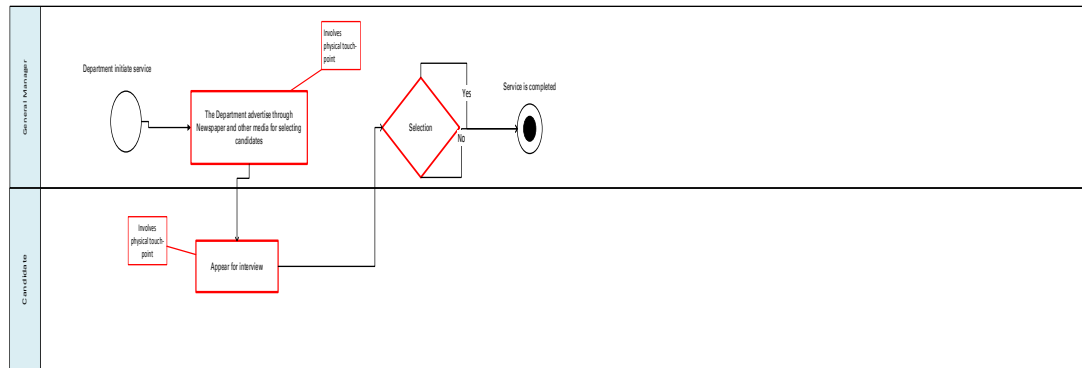 General Manager
Department initiate service
The Department advertise through
Newspaper and other media for selecting
candidates
Involves
physical touch-
point
Selection
Yes
No
Service is completed
Candidate
Involves
physical touch-
point
Appear for interview